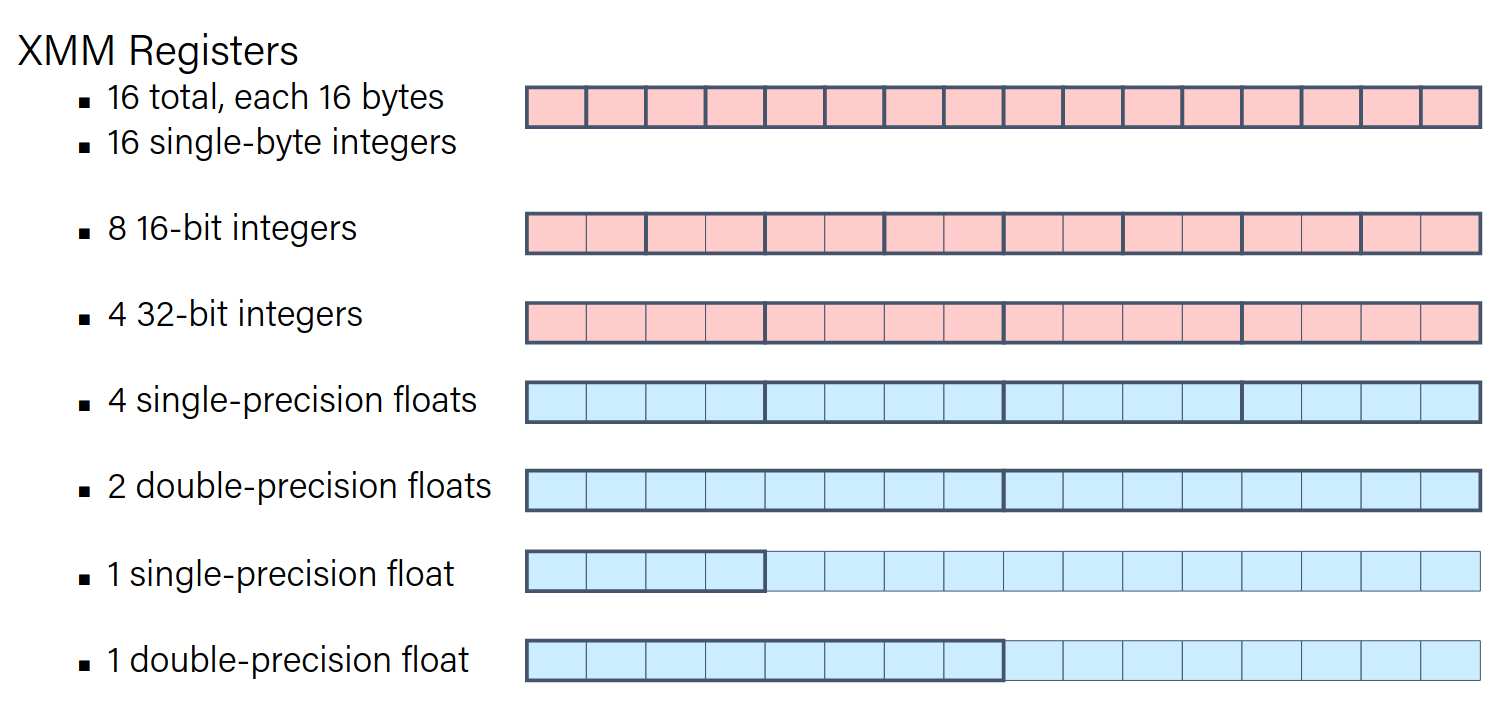 XMM Registers
▪ 16 total, each 16 bytes
▪ 16 single-byte integers
▪ 8 16-bit integers
▪ 4 32-bit integers
▪ 4 single-precision floats
▪ 2 double-precision floats
▪ 1 single-precision float
▪ 1 double-precision float